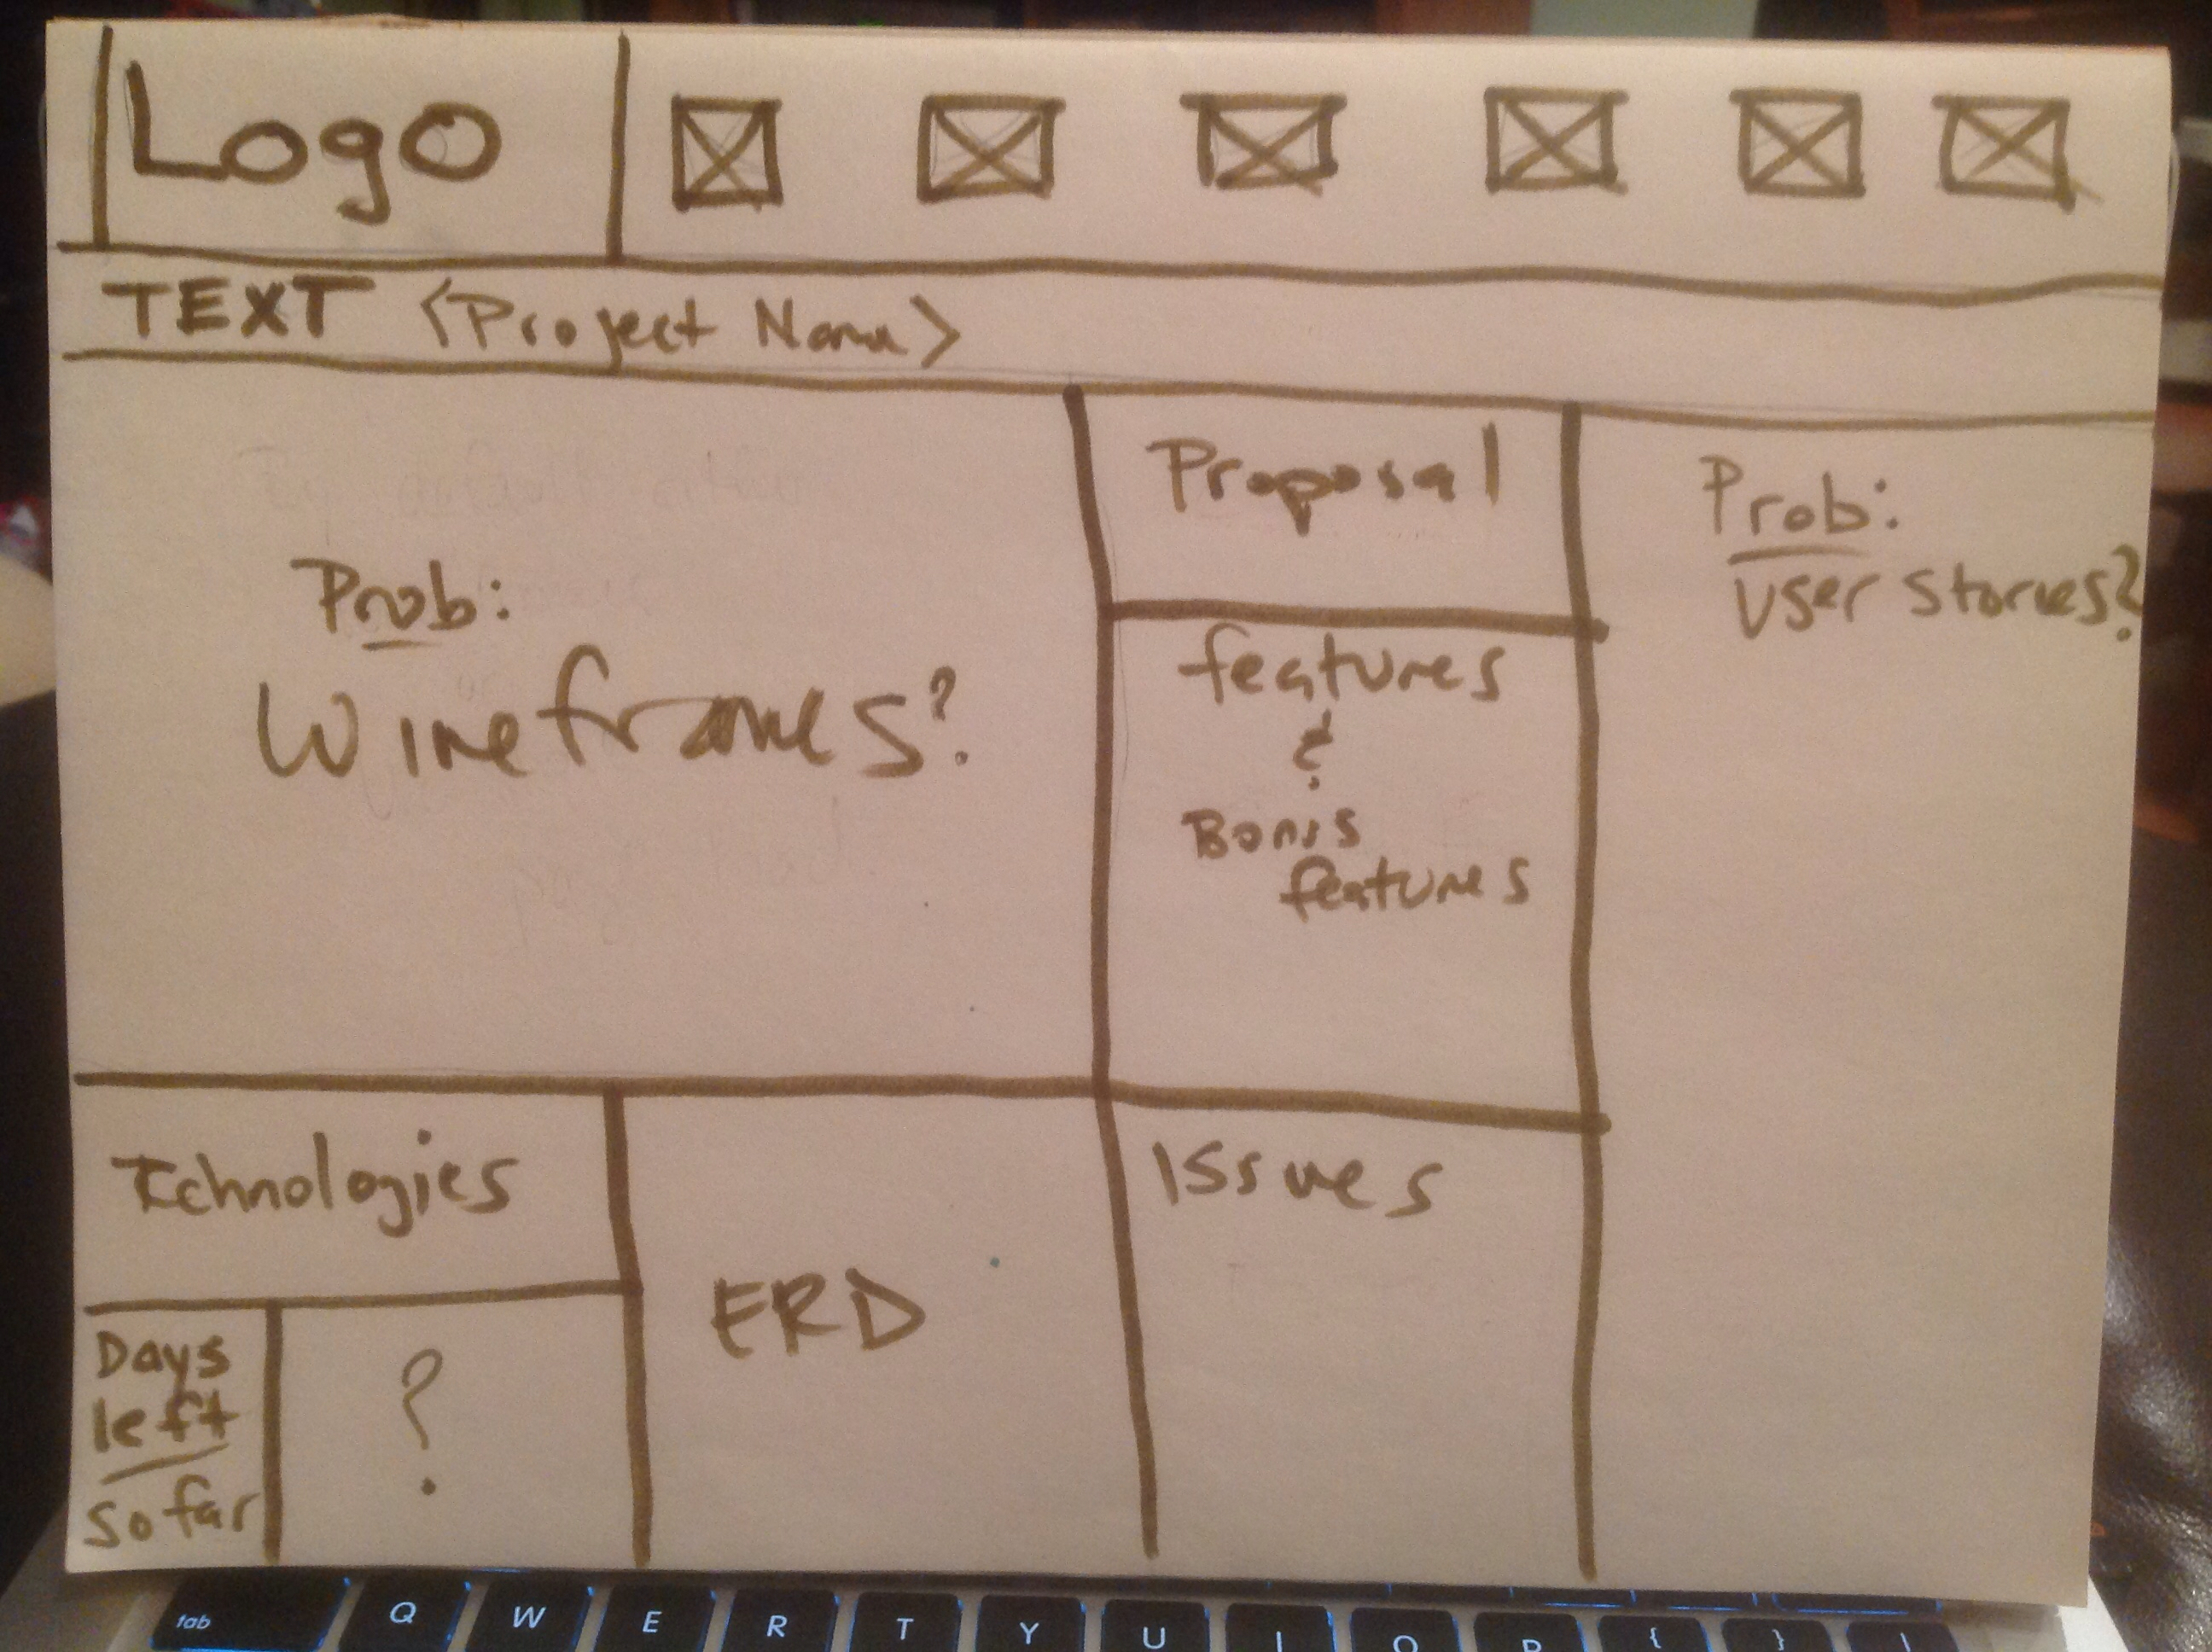 Logo
TEXT <Project Name>
Prob:
Wireframes?
Proposal
features
&
Bonus
features
Prob:
User Stories?
Technologies
Days
left
so far
?
ERD
Issues
tab Q W E R T Y U I O P { } \